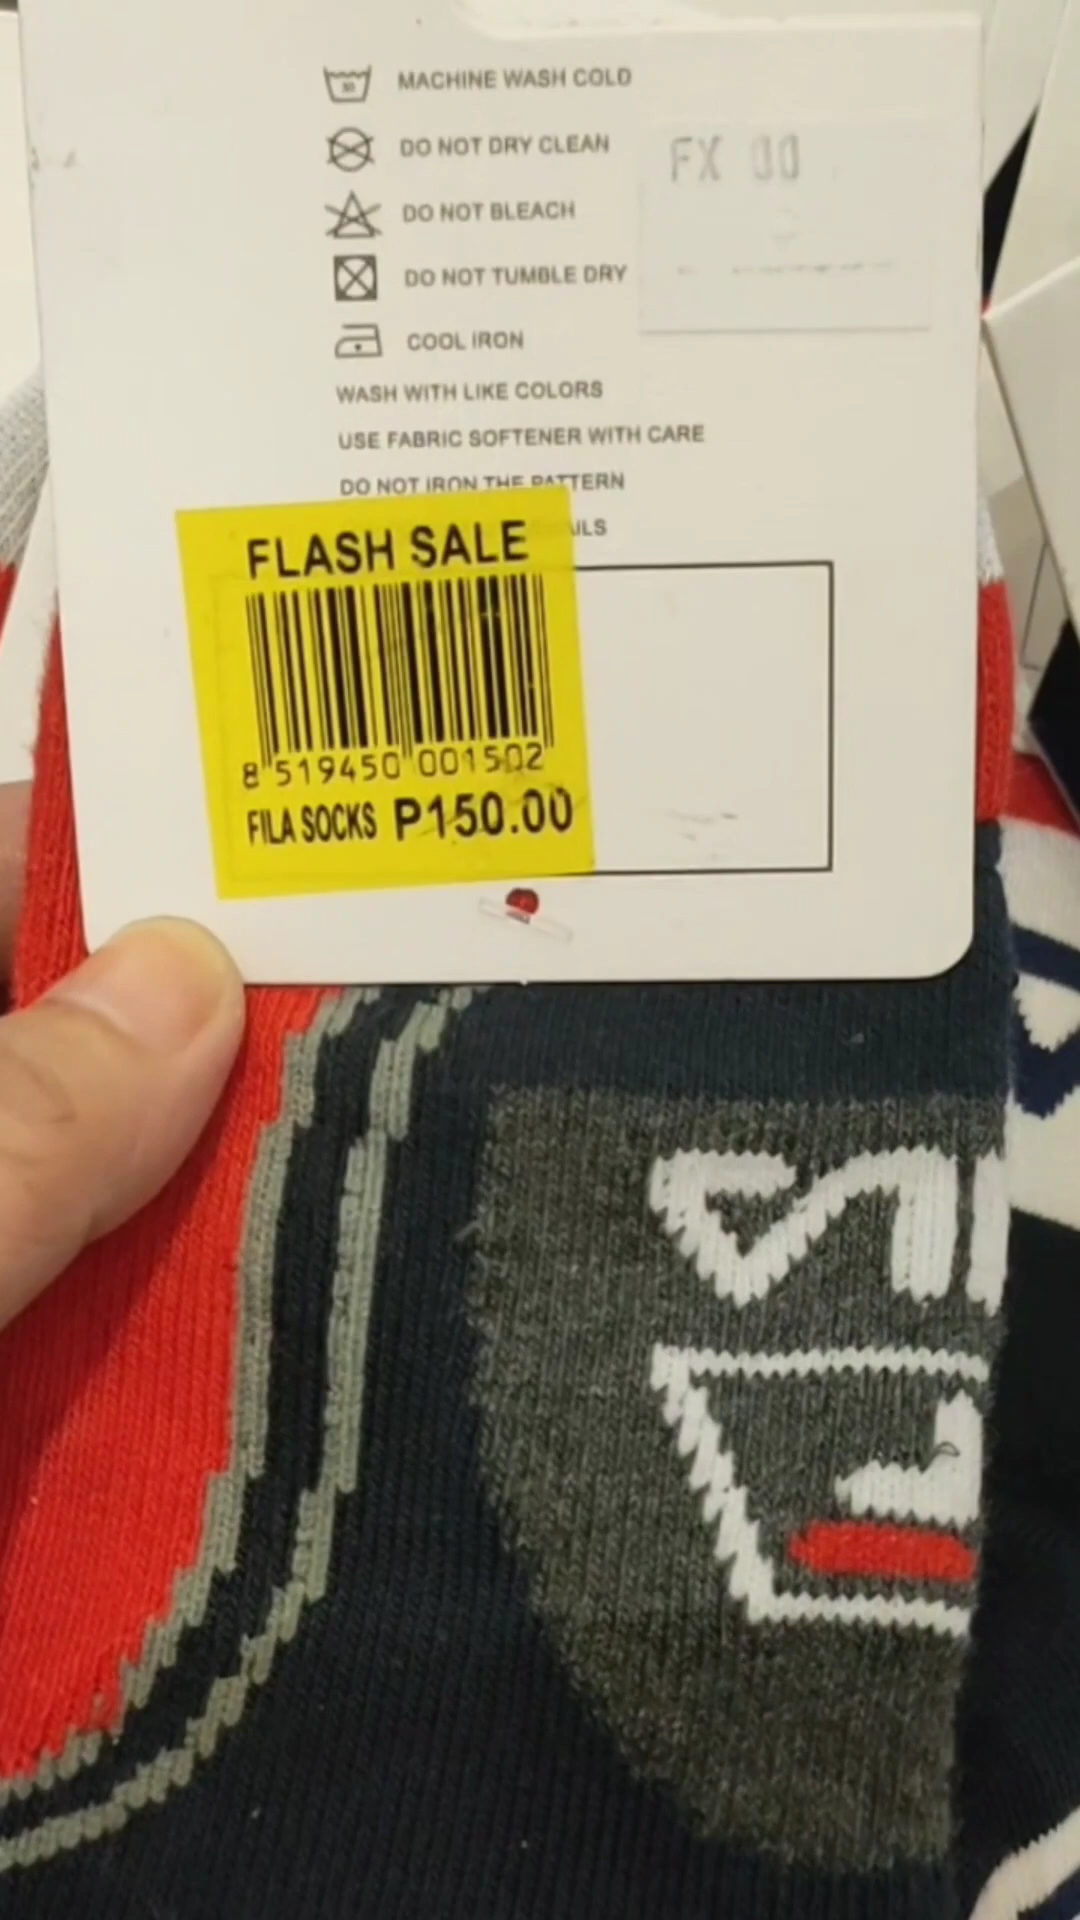 MACHINE WASH COLD
DO NOT DRY CLEAN
FX 00
DO NOT BLEACH
DO NOT TUMBLE DRY
COOL IRON
WASH WITH LIKE COLORS
USE FABRIC SOFTENER WITH CARE
DO NOT IRON THE PATTERN
FLASH SALE
8 519450 001502
FILA SOCKS P150.00